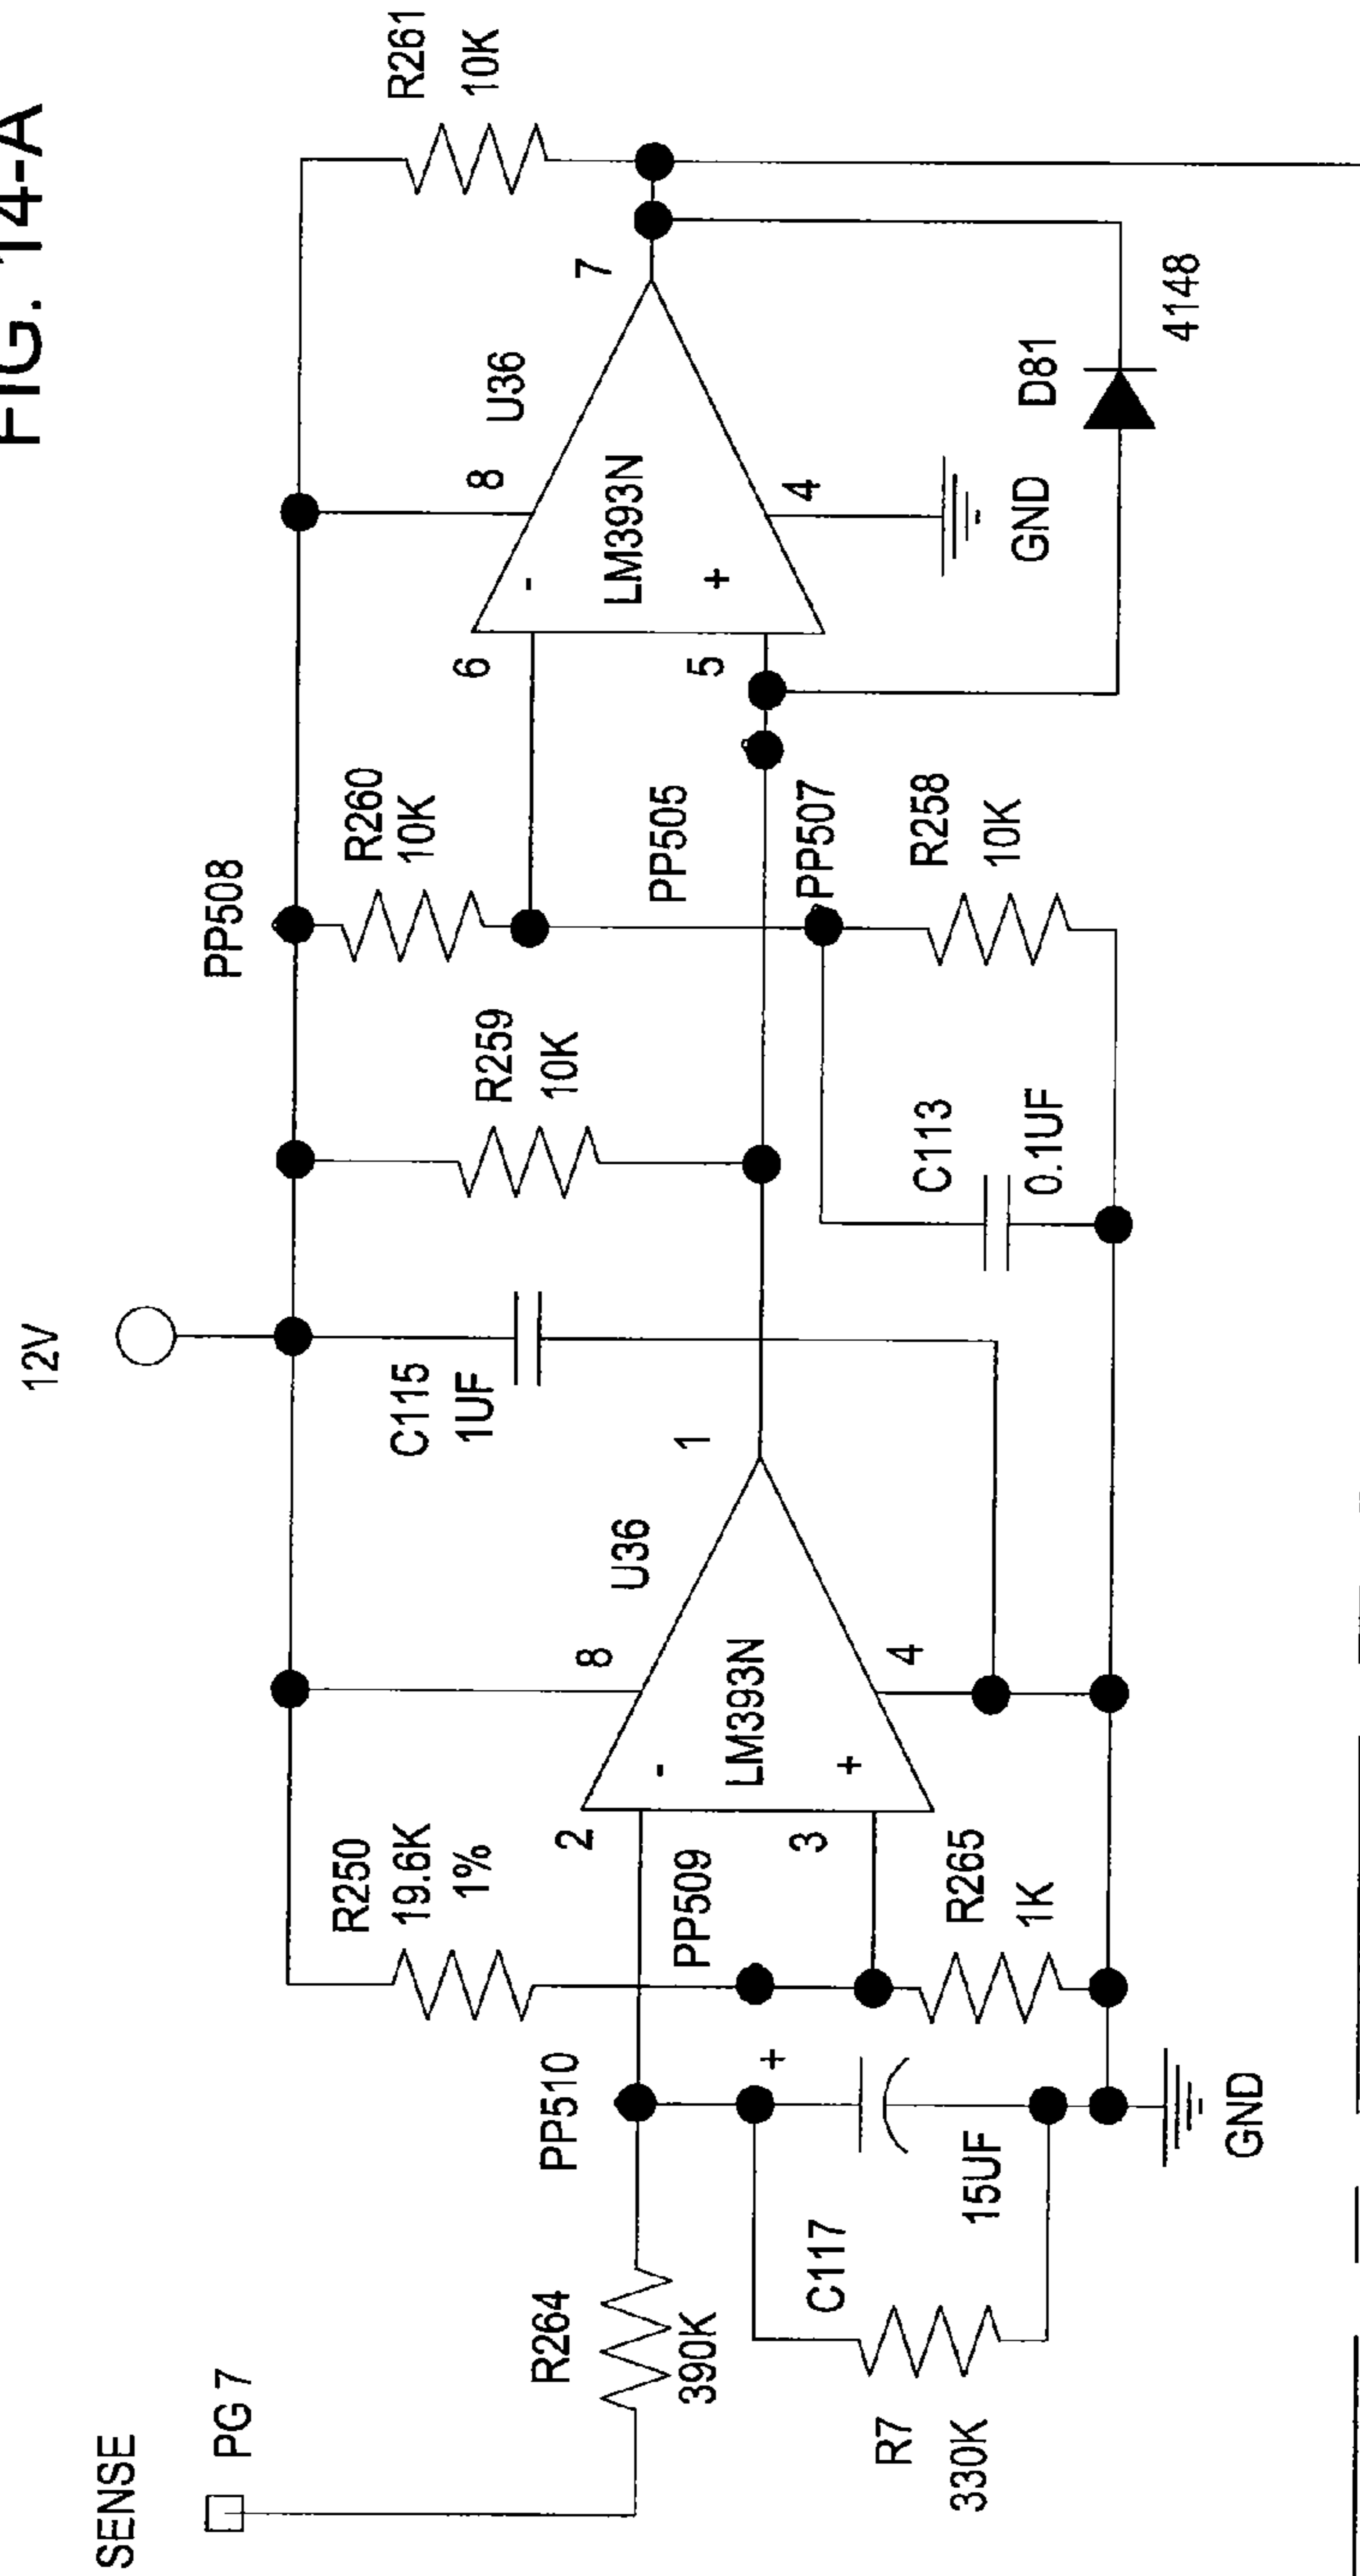 FIG. 14-A
12V
SENSE
PG 7
R264
390K
PP510
C117
15UF
+
R7
330K
GND
R250
19.6K
1%
PP509
R265
1K
2
3
-
+
LM393N
U36
8
4
1
C115
1UF
R259
10K
C113
0.1UF
PP508
R260
10K
PP505
PP507
R258
10K
6
5
-
+
LM393N
U36
8
4
7
GND
D81
4148
R261
10K